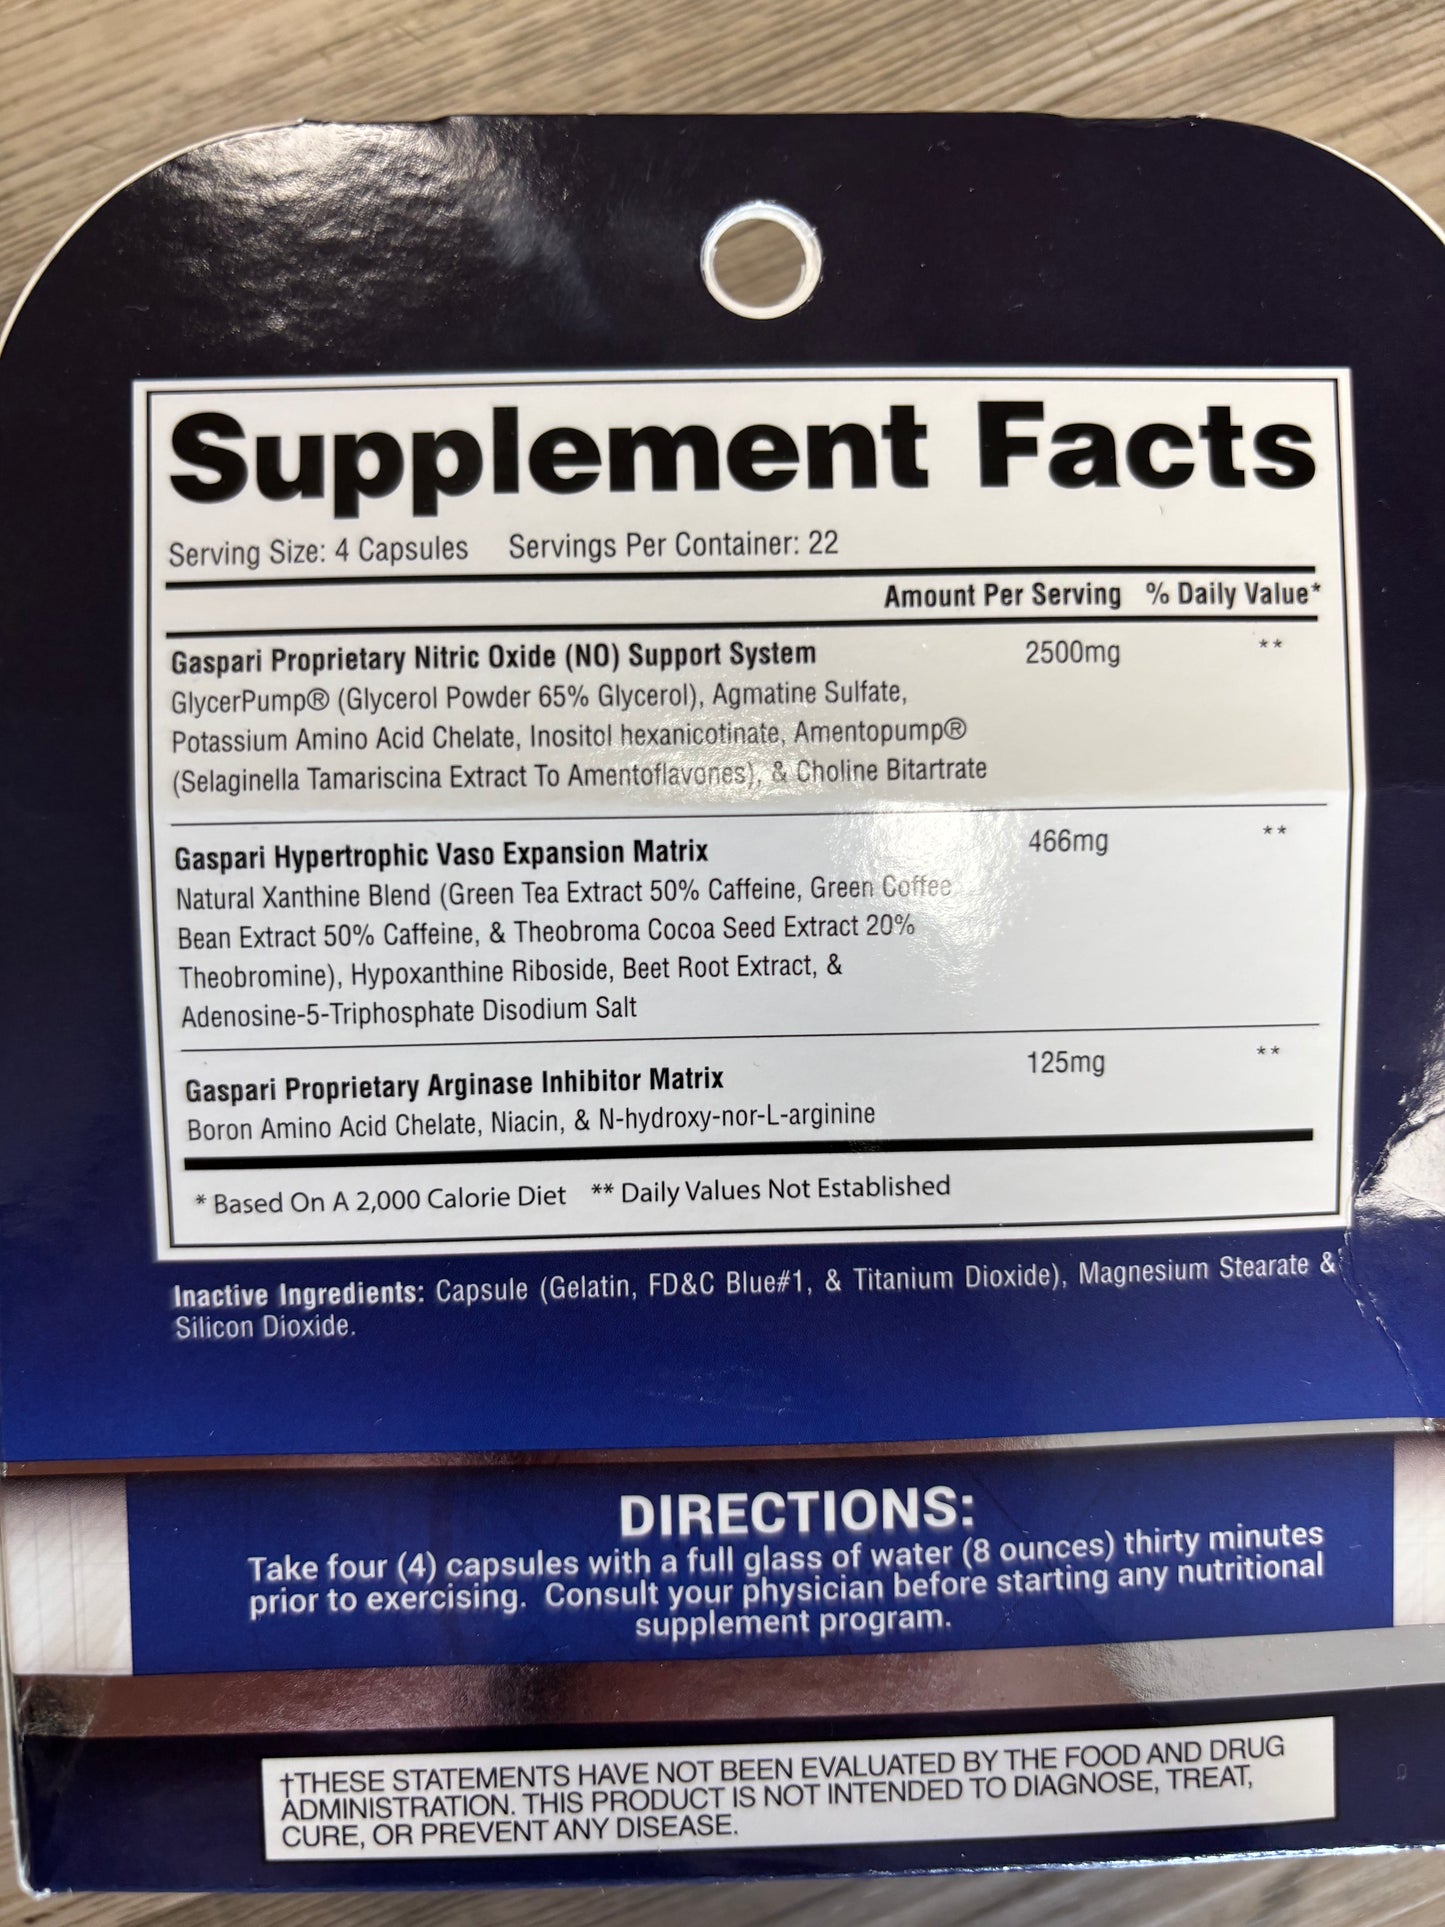 Supplement Facts
Serving Size: 4 Capsules Servings Per Container: 22
Amount Per Serving % Daily Value*
Gaspari Proprietary Nitric Oxide (NO) Support System 2500mg **
GlycerPump® (Glycerol Powder 65% Glycerol), Agmatine Sulfate,
Potassium Amino Acid Chelate, Inositol hexanicotinate, Amentopump®
(Selaginella Tamariscina Extract To Amentoflavones), & Choline Bitartrate
Gaspari Hypertrophic Vaso Expansion Matrix 466mg **
Natural Xanthine Blend (Green Tea Extract 50% Caffeine, Green Coffee
Bean Extract 50% Caffeine, & Theobroma Cocoa Seed Extract 20%
Theobromine), Hypoxanthine Riboside, Beet Root Extract, &
Adenosine-5-Triphosphate Disodium Salt
Gaspari Proprietary Arginase Inhibitor Matrix 125mg **
Boron Amino Acid Chelate, Niacin, & N-hydroxy-nor-L-arginine
* Based On A 2,000 Calorie Diet ** Daily Values Not Established
Inactive Ingredients: Capsule (Gelatin, FD&C Blue#1, & Titanium Dioxide), Magnesium Stearate &
Silicon Dioxide.
DIRECTIONS:
Take four (4) capsules with a full glass of water (8 ounces) thirty minutes
prior to exercising. Consult your physician before starting any nutritional
supplement program.
†THESE STATEMENTS HAVE NOT BEEN EVALUATED BY THE FOOD AND DRUG
ADMINISTRATION. THIS PRODUCT IS NOT INTENDED TO DIAGNOSE, TREAT,
CURE, OR PREVENT ANY DISEASE.